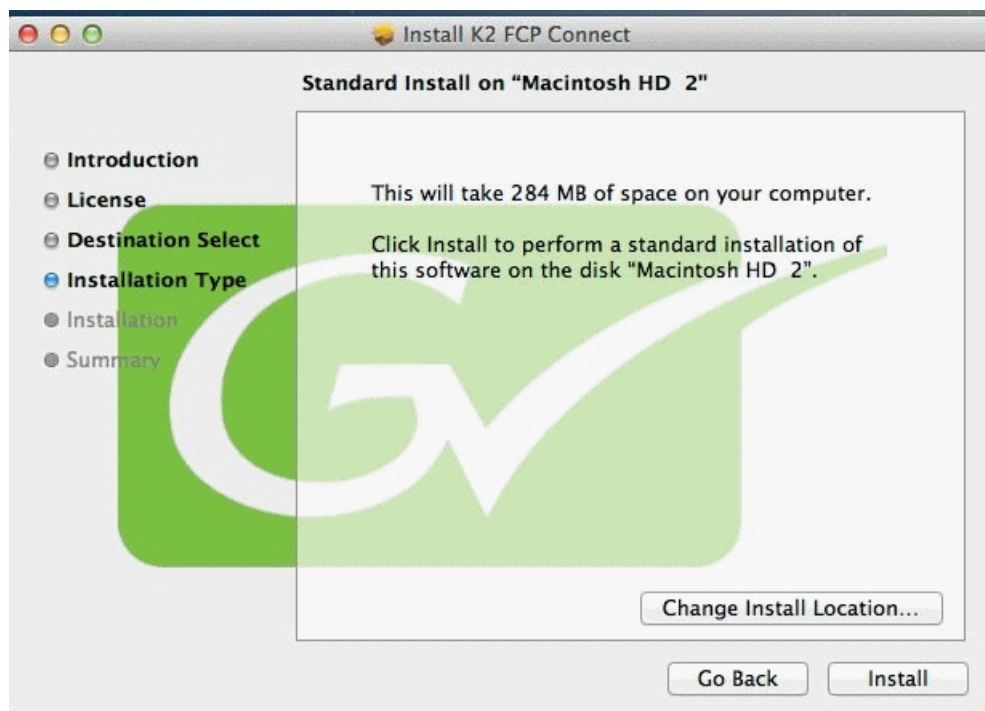 Install K2 FCP Connect
Standard Install on “Macintosh HD  2”
Introduction
License
Destination Select
Installation Type
Installation
Summary
This will take 284 MB of space on your computer.
Click Install to perform a standard installation of
this software on the disk “Macintosh HD  2”.
GV
Change Install Location...
Go Back
Install